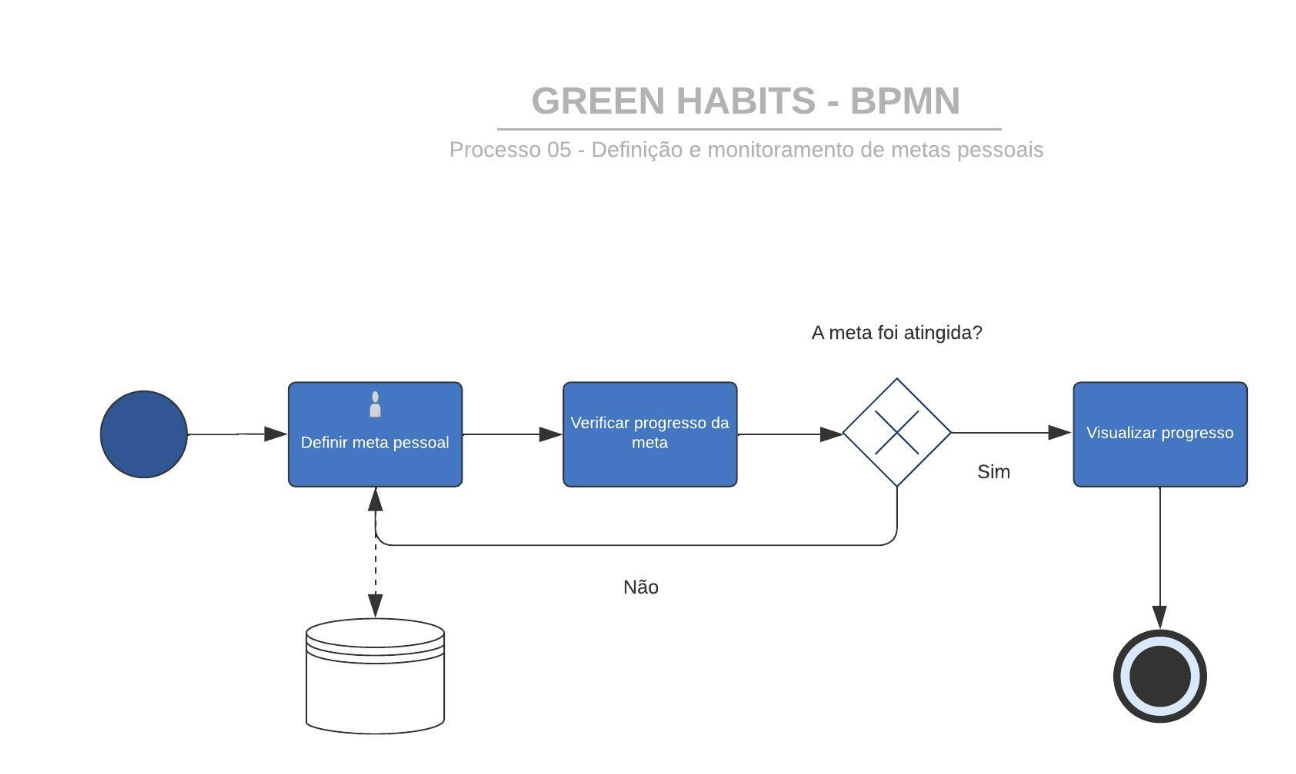 GREEN HABITS - BPMN
Processo 05 - Definição e monitoramento de metas pessoais
A meta foi atingida?
Definir meta pessoal
Verificar progresso da
meta
Visualizar progresso
Sim
Não